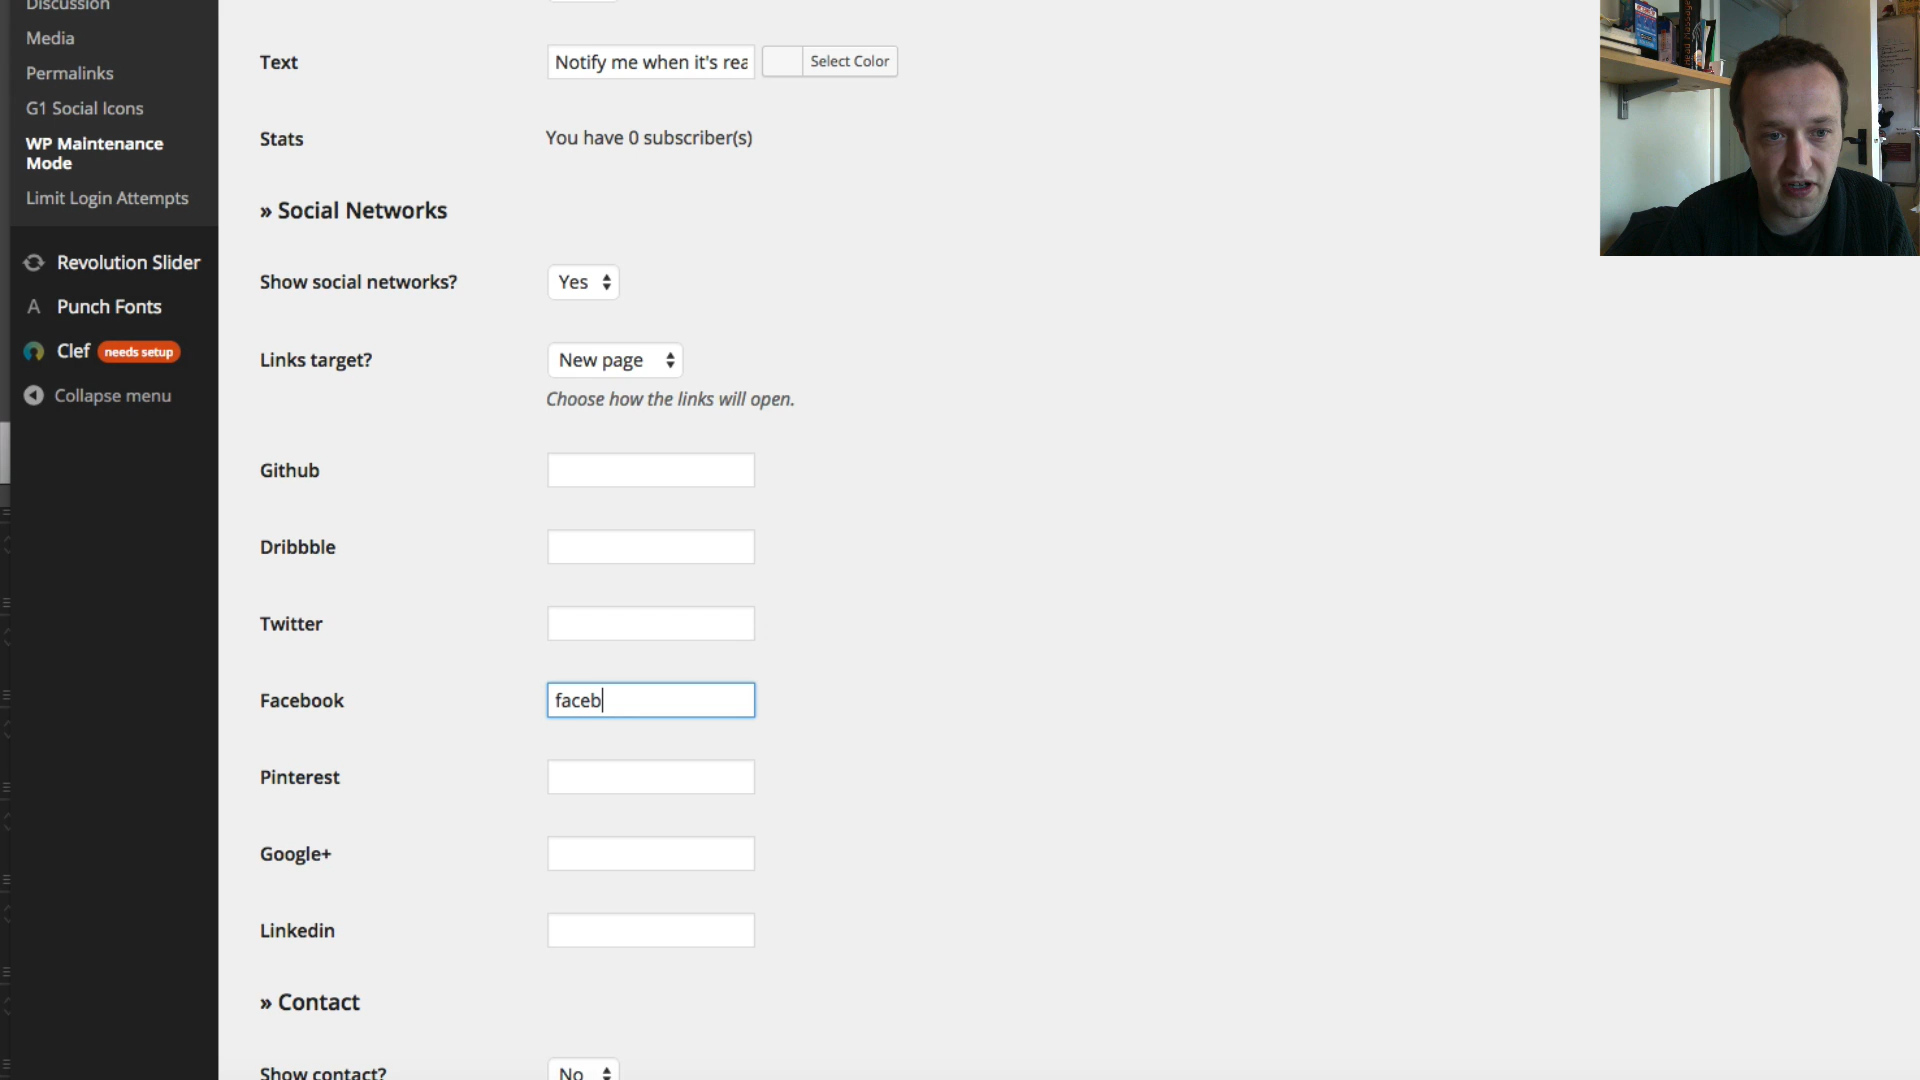 Discussion
Media
Permalinks
G1 Social Icons
WP Maintenance
Mode
Limit Login Attempts
Revolution Slider
Punch Fonts
Clef needs setup
Collapse menu
Text Notify me when it's rea Select Color
Stats You have 0 subscriber(s)
» Social Networks
Show social networks? Yes
Links target? New page
Choose how the links will open.
Github
Dribbble
Twitter
Facebook faceb
Pinterest
Google+
Linkedin
» Contact
Show contact? No